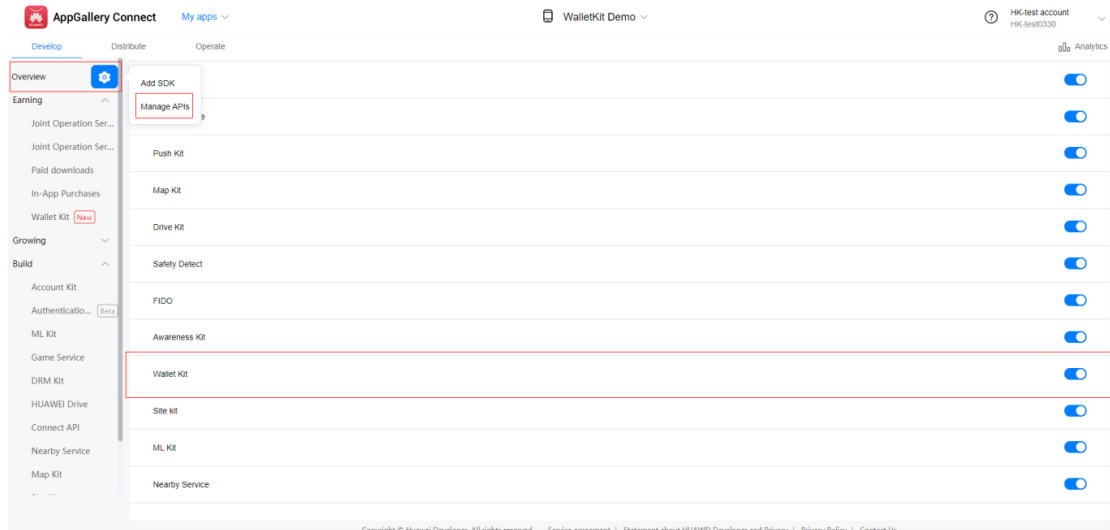 AppGallery Connect
My apps
WalletKit Demo
HK-test account
HK-test0330
Develop
Distribute
Operate
Analytics
Overview
Add SDK
Manage APIs
Earning
Joint Operation Ser...
Joint Operation Ser...
Paid downloads
In-App Purchases
Wallet Kit New
Growing
Build
Account Kit
Authenticatio... Beta
ML Kit
Game Service
DRM Kit
HUAWEI Drive
Connect API
Nearby Service
Map Kit
Push Kit
Map Kit
Drive Kit
Safety Detect
FIDO
Awareness Kit
Wallet Kit
Site kit
ML Kit
Nearby Service